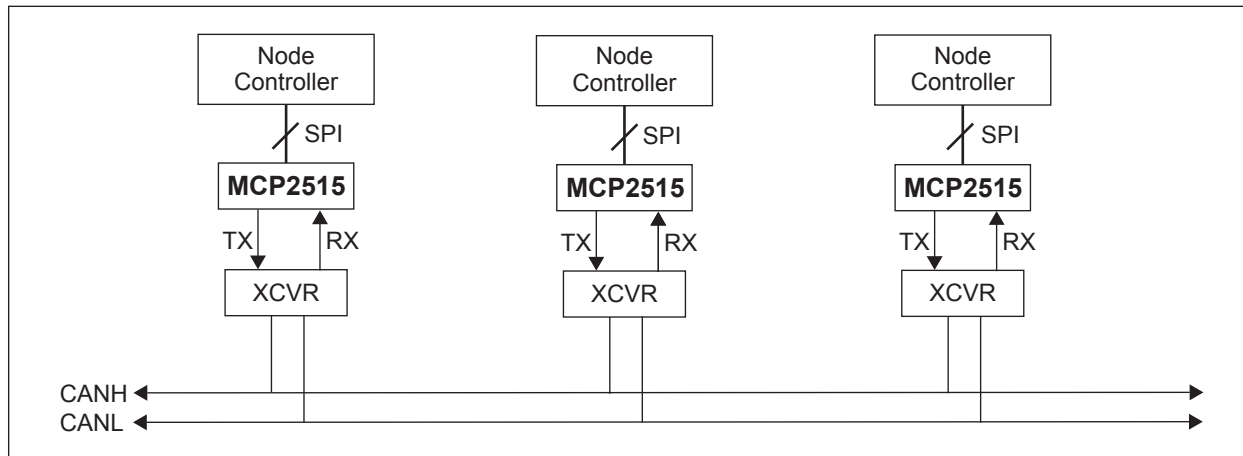 Node Node Node
Controller Controller Controller
SPI SPI SPI
MCP2515 MCP2515 MCP2515
TX RX TX RX TX RX
XCVR XCVR XCVR
CANH
CANL